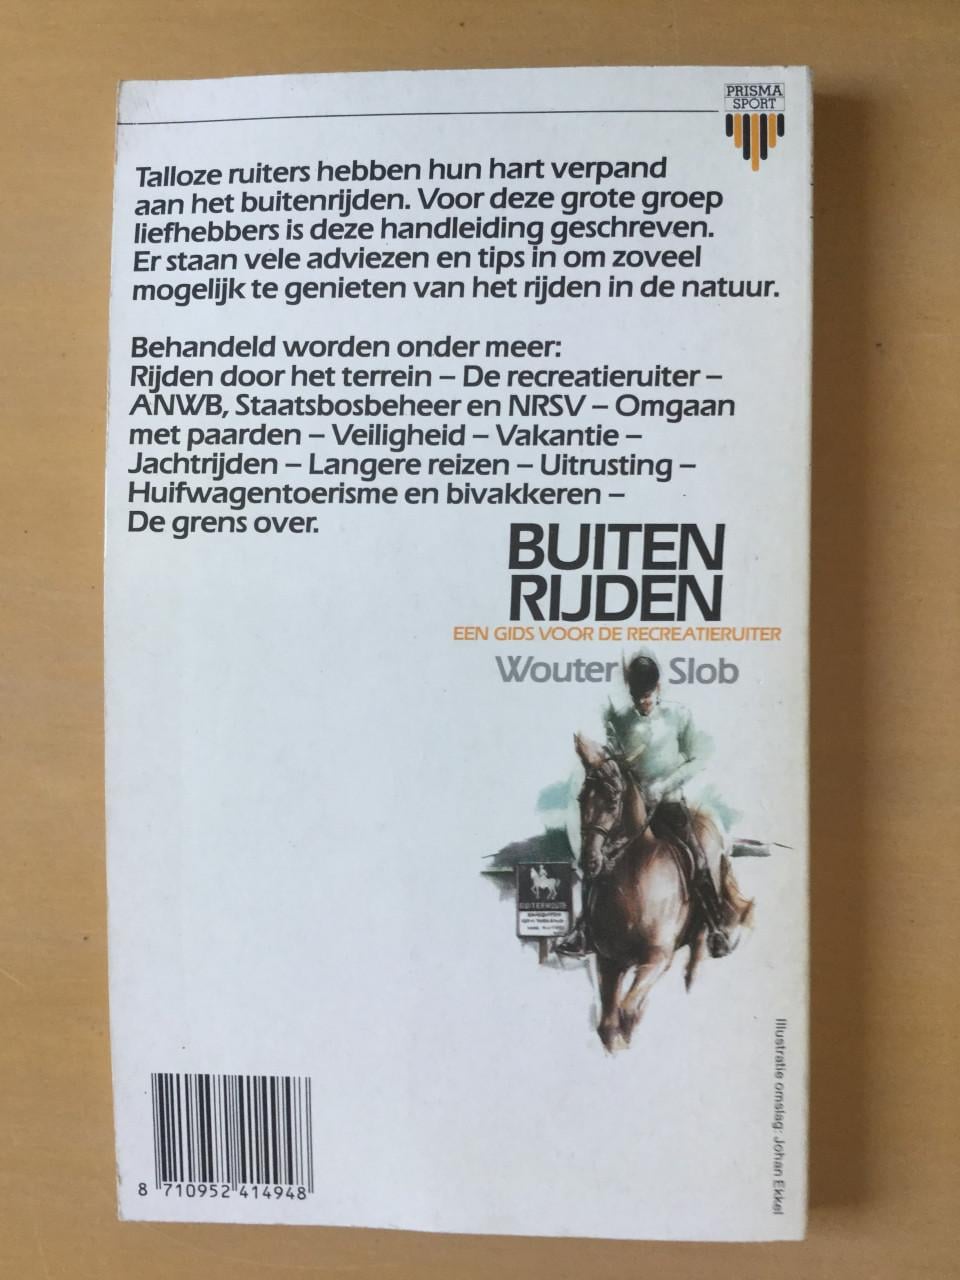 PRISMA
SPORT
Talloze ruiters hebben hun hart verpand
aan het buitenrijden. Voor deze grote groep
liefhebbers is deze handleiding geschreven.
Er staan vele adviezen en tips in om zoveel
mogelijk te genieten van het rijden in de natuur.
Behandeld worden onder meer:
Rijden door het terrein – De recreatieruiter –
ANWB, Staatsbosbeheer en NRSV – Omgaan
met paarden – Veiligheid – Vakantie –
Jachtrijden – Langere reizen – Uitrusting –
Huifwagentoerisme en bivakkeren –
De grens over.
BUITEN
RIJDEN
EEN GIDS VOOR DE RECREATIERUITER
Wouter Slob
RUITERROUTE
Illustratie omslag: Johan Ekkel
8 710952 414948